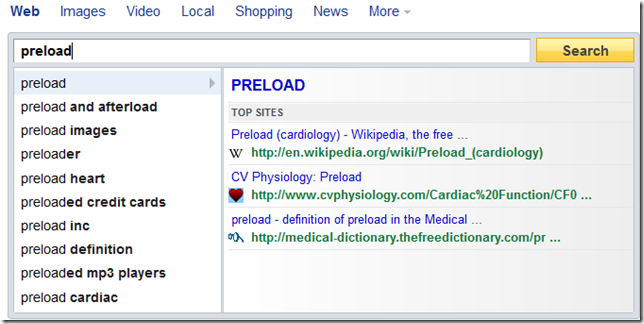 Web Images Video Local Shopping News More
preload Search
preload
preload and afterload
preload images
preloader
preload heart
preloaded credit cards
preload inc
preload definition
preloaded mp3 players
preload cardiac
PRELOAD
TOP SITES
Preload (cardiology) - Wikipedia, the free ...
W http://en.wikipedia.org/wiki/Preload_(cardiology)
CV Physiology: Preload
http://www.cvphysiology.com/Cardiac%20Function/CF0 ...
preload - definition of preload in the Medical ...
http://medical-dictionary.thefreedictionary.com/pr ...